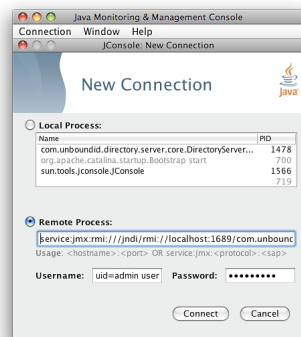 Java Monitoring & Management Console
Connection Window Help
JConsole: New Connection
New Connection
Java
Local Process:
Name PID
com.unboundid.directory.server.core.DirectoryServer... 1478
org.apache.catalina.startup.Bootstrap start 700
sun.tools.jconsole.JConsole 1566
719
Remote Process:
service:jmx:rmi:///jndi/rmi://localhost:1689/com.unbounc
Usage: <hostname>:<port> OR service:jmx:<protocol>:<sap>
Username: uid=admin user Password: •••••••••
Connect Cancel